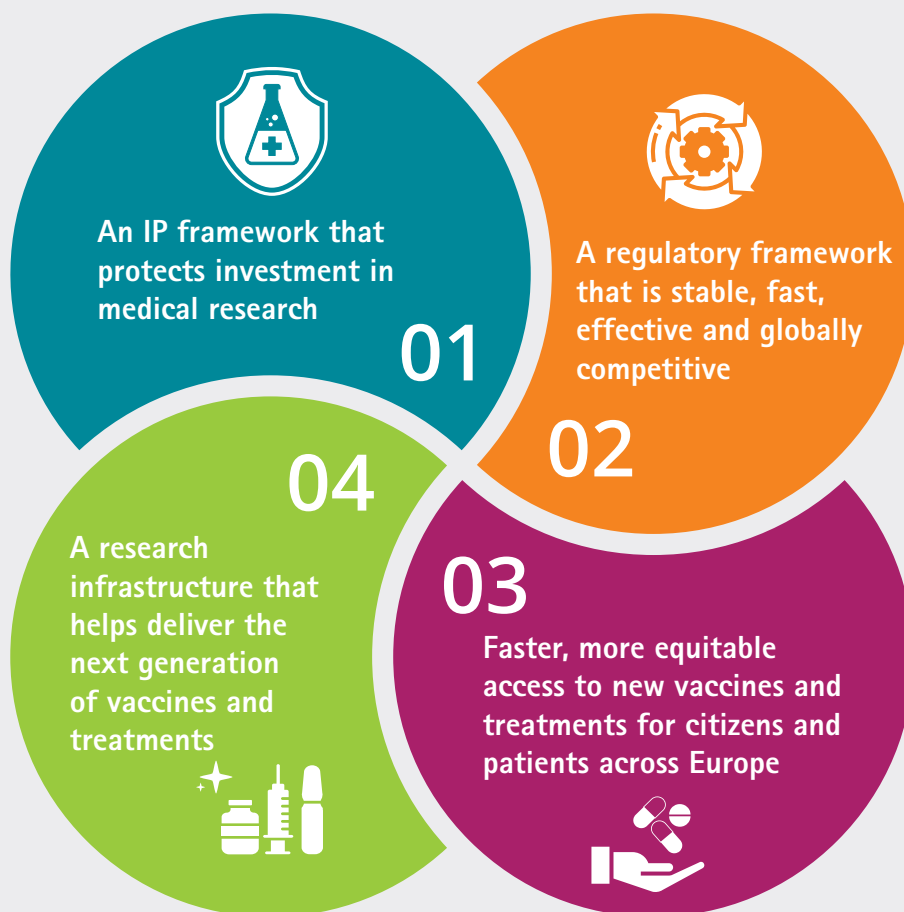 An IP framework that
protects investment in
medical research
01
A regulatory framework
that is stable, fast,
effective and globally
competitive
02
03
Faster, more equitable
access to new vaccines and
treatments for citizens and
patients across Europe
04
A research
infrastructure that
helps deliver the
next generation
of vaccines and
treatments